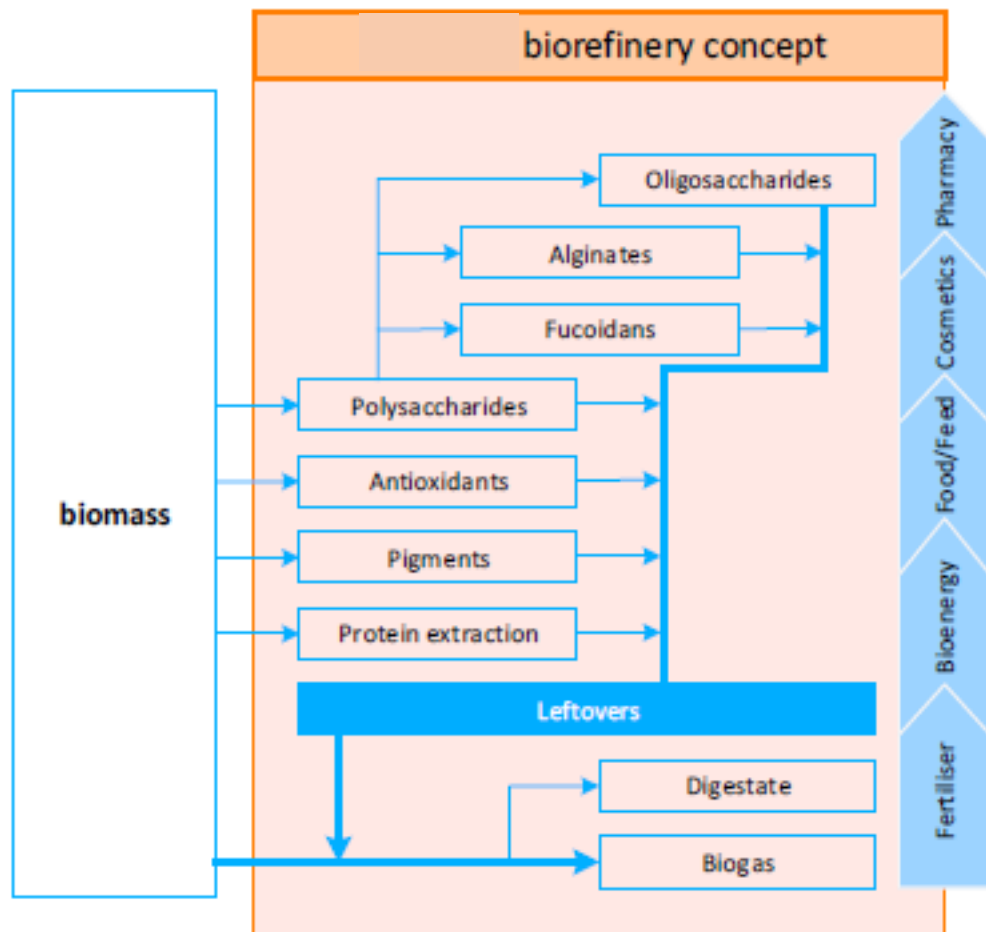 biorefinery concept
biomass
Oligosaccharides
Alginates
Fucoidans
Polysaccharides
Antioxidants
Pigments
Protein extraction
Leftovers
Digestate
Biogas
Pharmacy
Cosmetics
Food/Feed
Bioenergy
Fertiliser